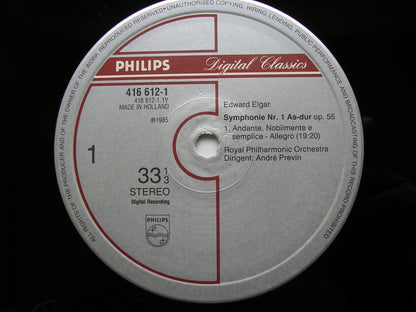 ALL RIGHTS OF THE PRODUCER AND OF THE OWNER OF THE WORK REPRODUCED RESERVED • UNAUTHORISED COPYING, HIRING, LENDING, PUBLIC PERFORMANCE AND BROADCASTING OF THIS RECORD PROHIBITED
PHILIPS
Digital Classics
416 612-1
416 612-1.1Y
MADE IN HOLLAND
Ⓟ1985
1
33 1/3
STEREO
Digital Recording
PHILIPS
Edward Elgar
Symphonie Nr. 1 As-dur op. 55
1. Andante. Nobilmente e
semplice - Allegro (19:20)
Royal Philharmonic Orchestra
Dirigent: André Previn